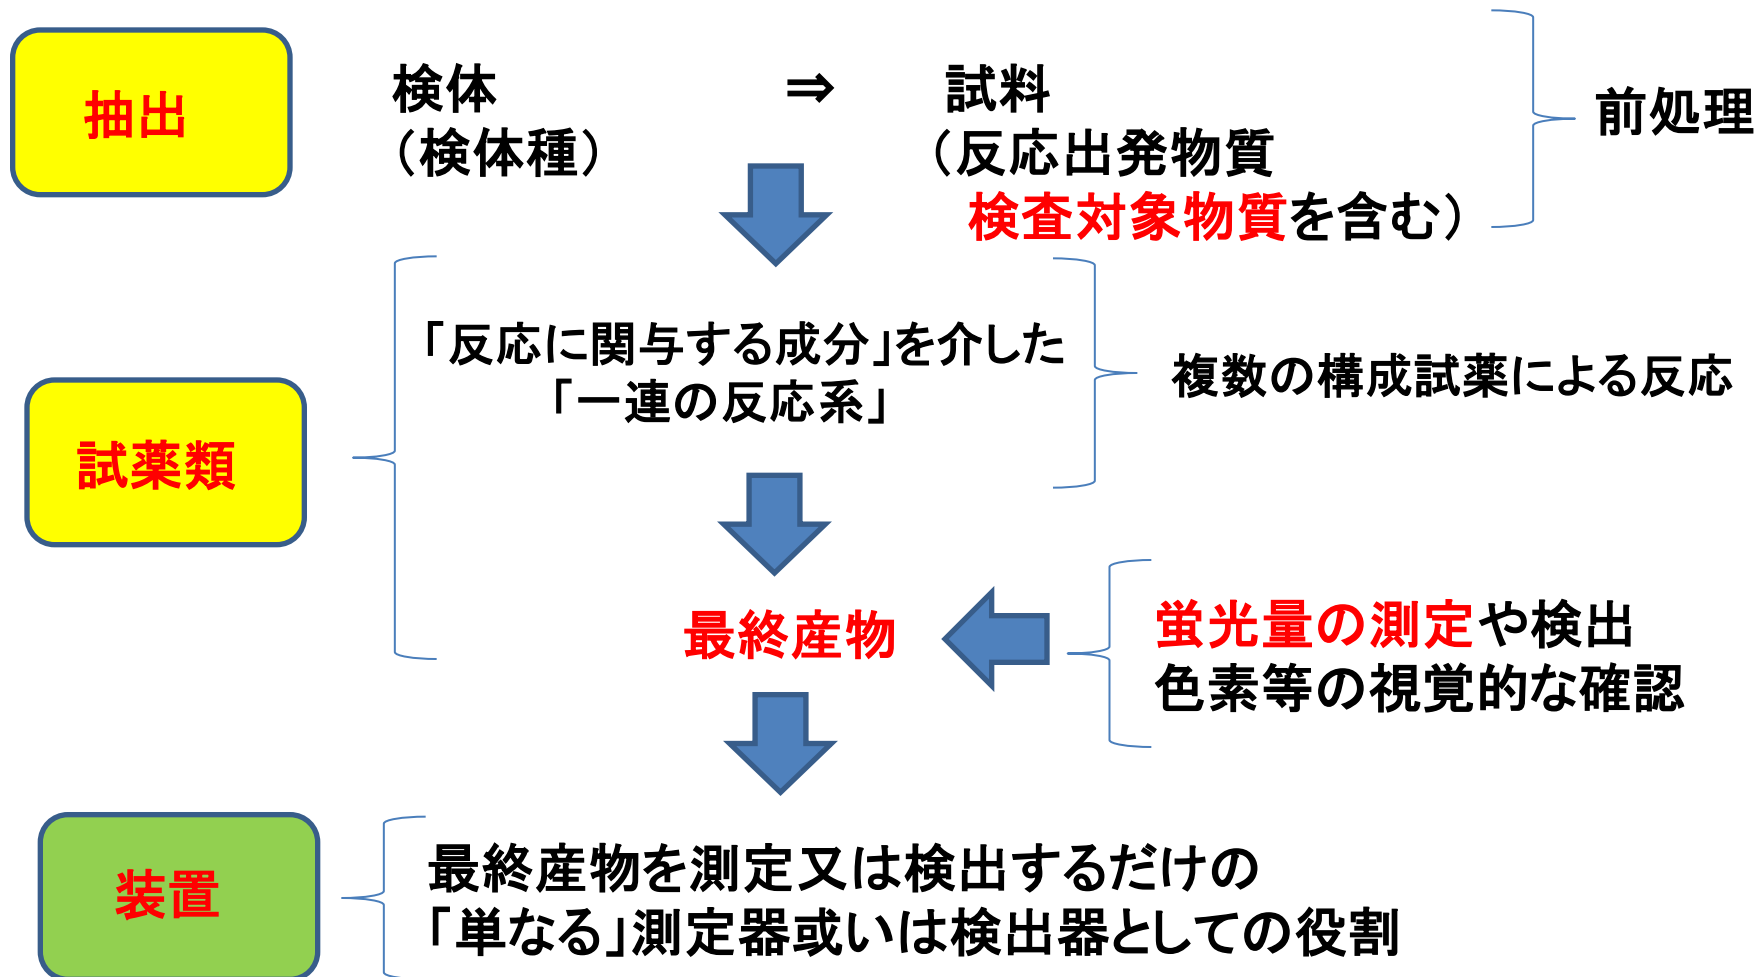 抽出
検体 ⇒ 試料
（検体種） （反応出発物質
検査対象物質を含む）
前処理
試薬類
「反応に関与する成分」を介した
「一連の反応系」
複数の構成試薬による反応
最終産物
蛍光量の測定や検出
色素等の視覚的な確認
装置
最終産物を測定又は検出するだけの
「単なる」測定器或いは検出器としての役割